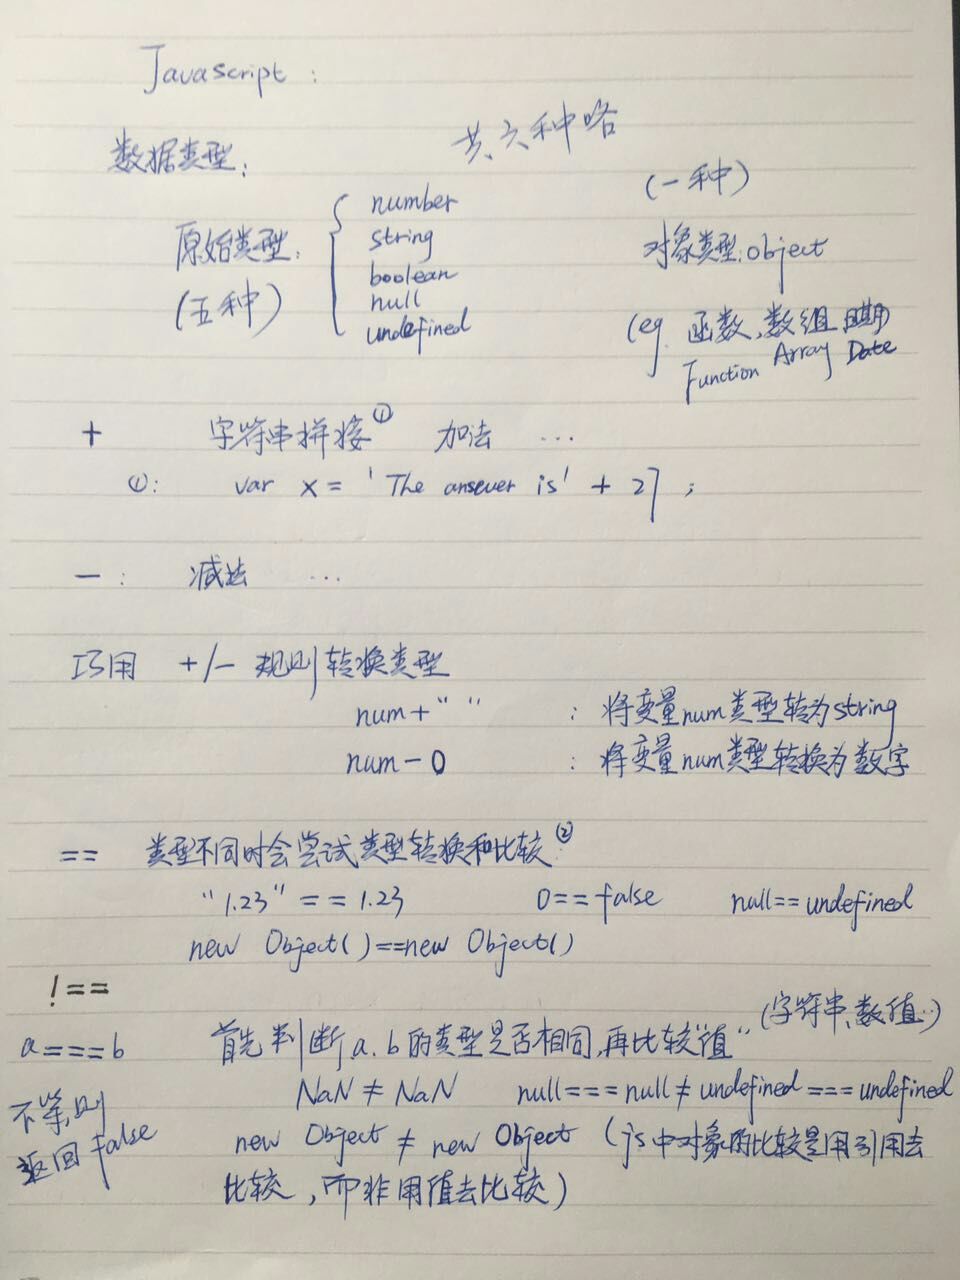 Javascript :
共六种咯
数据类型:
(一种)
原始类型:
(五种)
number
string
boolean
null
undefined
对象类型:object
(eg. 函数、数组 日期)
Function Array Date
+ 字符串拼接① 加法 ...
①: var x = 'The answer is' + 27 ;
- : 减法 ...
巧用 +/- 规则转换类型
num + " " : 将变量num类型转为string
num - 0 : 将变量num类型转换为数字
== 类型不同时会尝试类型转换和比较②
"1.23" == 1.23 0==false null==undefined
new Object()==new Object()
!==
(字符串、数值..)
a===b 首先判断a.b的类型是否相同,再比较"值"
NaN ≠ NaN null===null≠undefined===undefined
不等,则
返回false
new Object ≠ new Object (js中对象的比较是用引用去
比较,而非用值去比较)